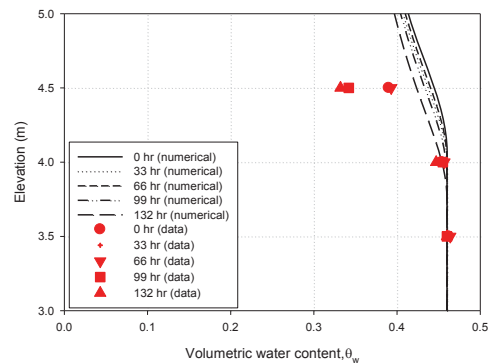 5.0
4.5
4.0
3.5
3.0
Elevation (m)
0 hr (numerical)
33 hr (numerical)
66 hr (numerical)
99 hr (numerical)
132 hr (numerical)
0 hr (data)
33 hr (data)
66 hr (data)
99 hr (data)
132 hr (data)
0.0 0.1 0.2 0.3 0.4 0.5
Volumetric water content,θw